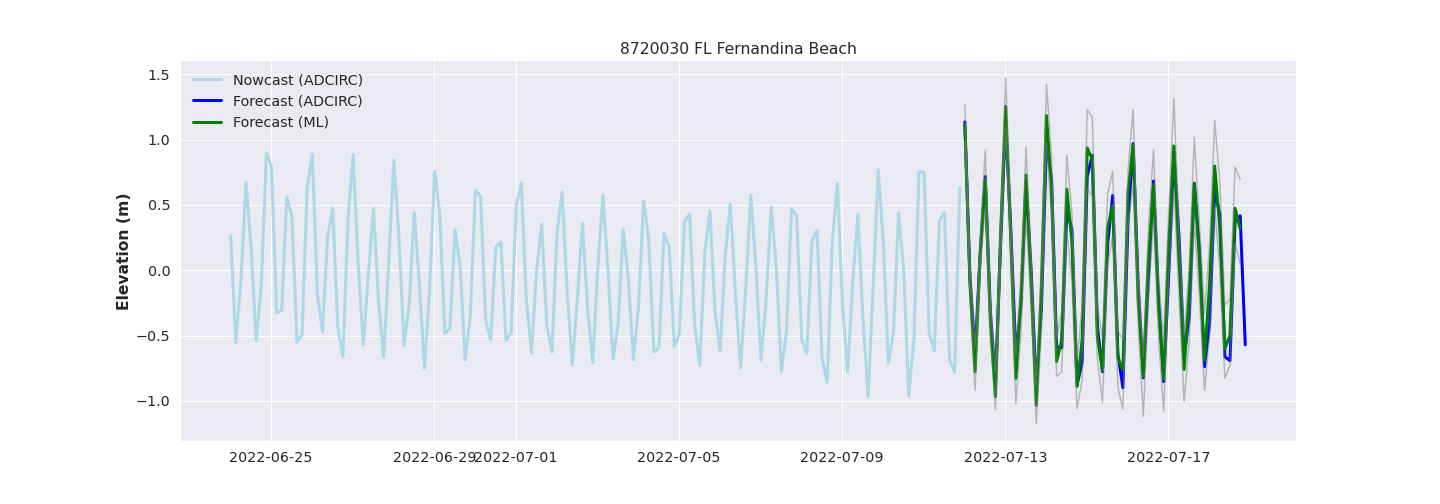 8720030 FL Fernandina Beach
Nowcast (ADCIRC)
Forecast (ADCIRC)
Forecast (ML)
Elevation (m)
1.5
1.0
0.5
0.0
−0.5
−1.0
2022-06-25
2022-06-29
2022-07-01
2022-07-05
2022-07-09
2022-07-13
2022-07-17